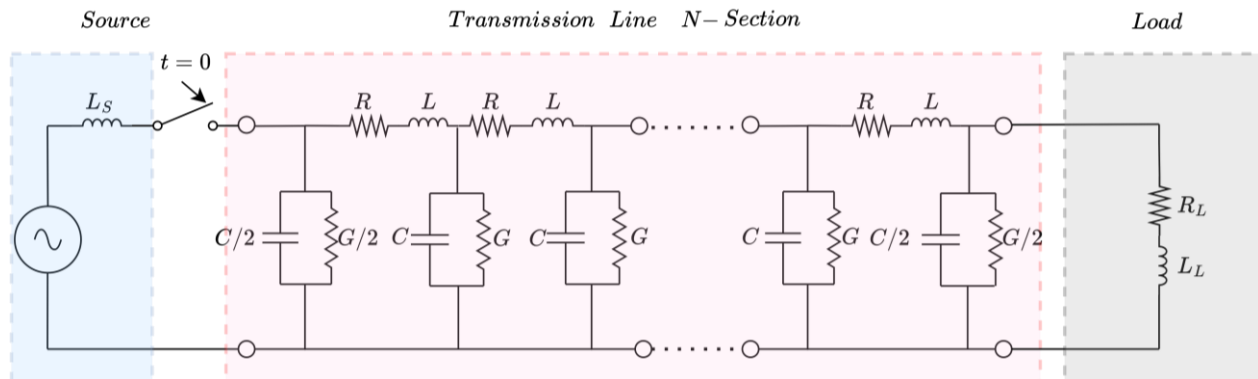 Source Transmission Line N− Section Load
t = 0
L_S R L R L R L
R_L
C/2 G/2 C G C G C G C/2 G/2
L_L